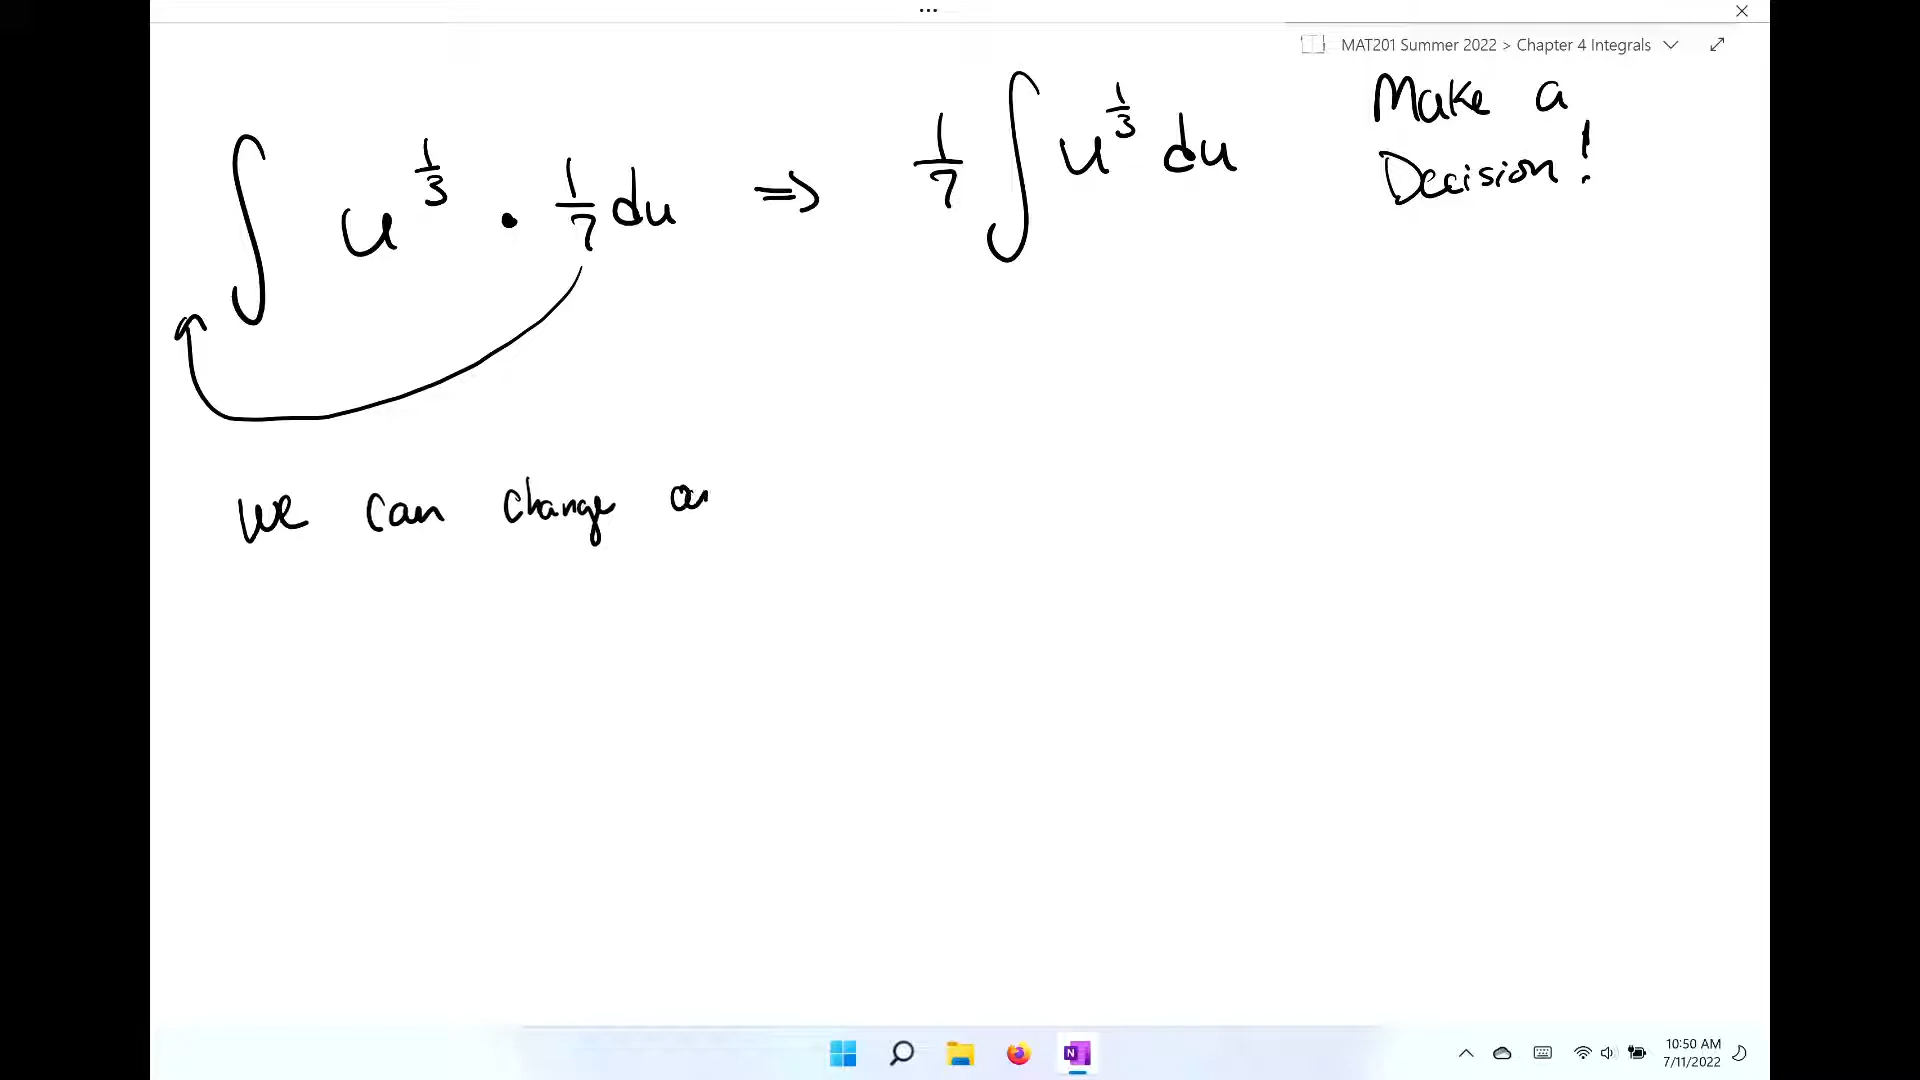 MAT201 Summer 2022 > Chapter 4 Integrals
∫ u^{1/3} • 1/7 du ⇒ 1/7 ∫ u^{1/3} du
Make a
Decision!
we can change
10:50 AM
7/11/2022